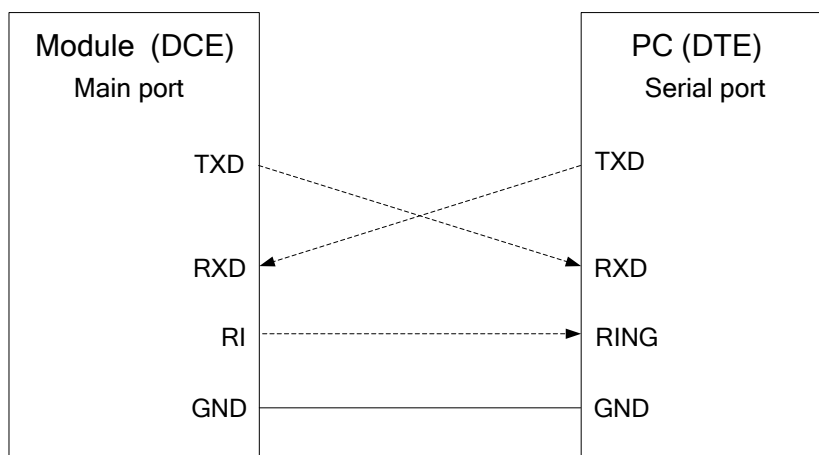 Module (DCE)
Main port
TXD
RXD
RI
GND
PC (DTE)
Serial port
TXD
RXD
RING
GND